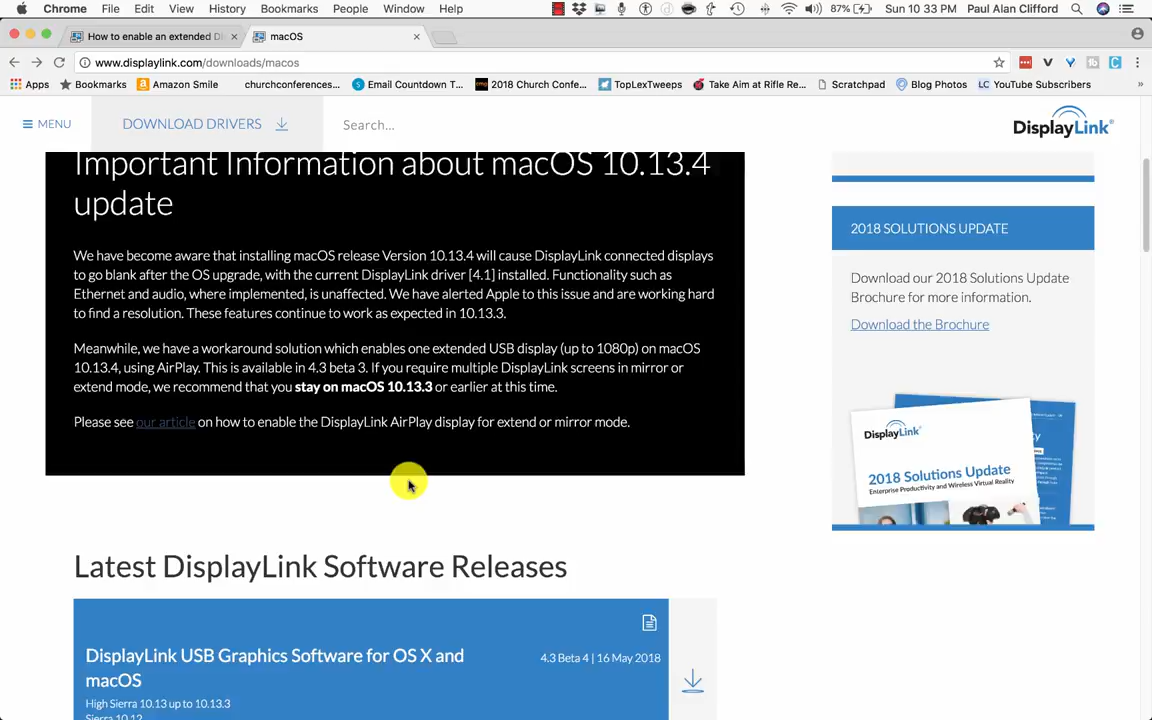 Chrome File Edit View History Bookmarks People Window Help 87% Sun 10 33 PM Paul Alan Clifford
How to enable an extended Di macOS
www.displaylink.com/downloads/macos
Apps Bookmarks Amazon Smile churchconferences... Email Countdown T... 2018 Church Confe... TopLexTweeps Take Aim at Rifle Re... Scratchpad Blog Photos YouTube Subscribers »
MENU DOWNLOAD DRIVERS Search... DisplayLink®
Important Information about macOS 10.13.4
update
We have become aware that installing macOS release Version 10.13.4 will cause DisplayLink connected displays
to go blank after the OS upgrade, with the current DisplayLink driver [4.1] installed. Functionality such as
Ethernet and audio, where implemented, is unaffected. We have alerted Apple to this issue and are working hard
to find a resolution. These features continue to work as expected in 10.13.3.
Meanwhile, we have a workaround solution which enables one extended USB display (up to 1080p) on macOS
10.13.4, using AirPlay. This is available in 4.3 beta 3. If you require multiple DisplayLink screens in mirror or
extend mode, we recommend that you stay on macOS 10.13.3 or earlier at this time.
Please see our article on how to enable the DisplayLink AirPlay display for extend or mirror mode.
2018 SOLUTIONS UPDATE
Download our 2018 Solutions Update
Brochure for more information.
Download the Brochure
DisplayLink
2018 Solutions Update
Enterprise Productivity and Wireless Virtual Reality
Latest DisplayLink Software Releases
DisplayLink USB Graphics Software for OS X and
macOS
4.3 Beta 4 | 16 May 2018
High Sierra 10.13 up to 10.13.3
Sierra 10.12